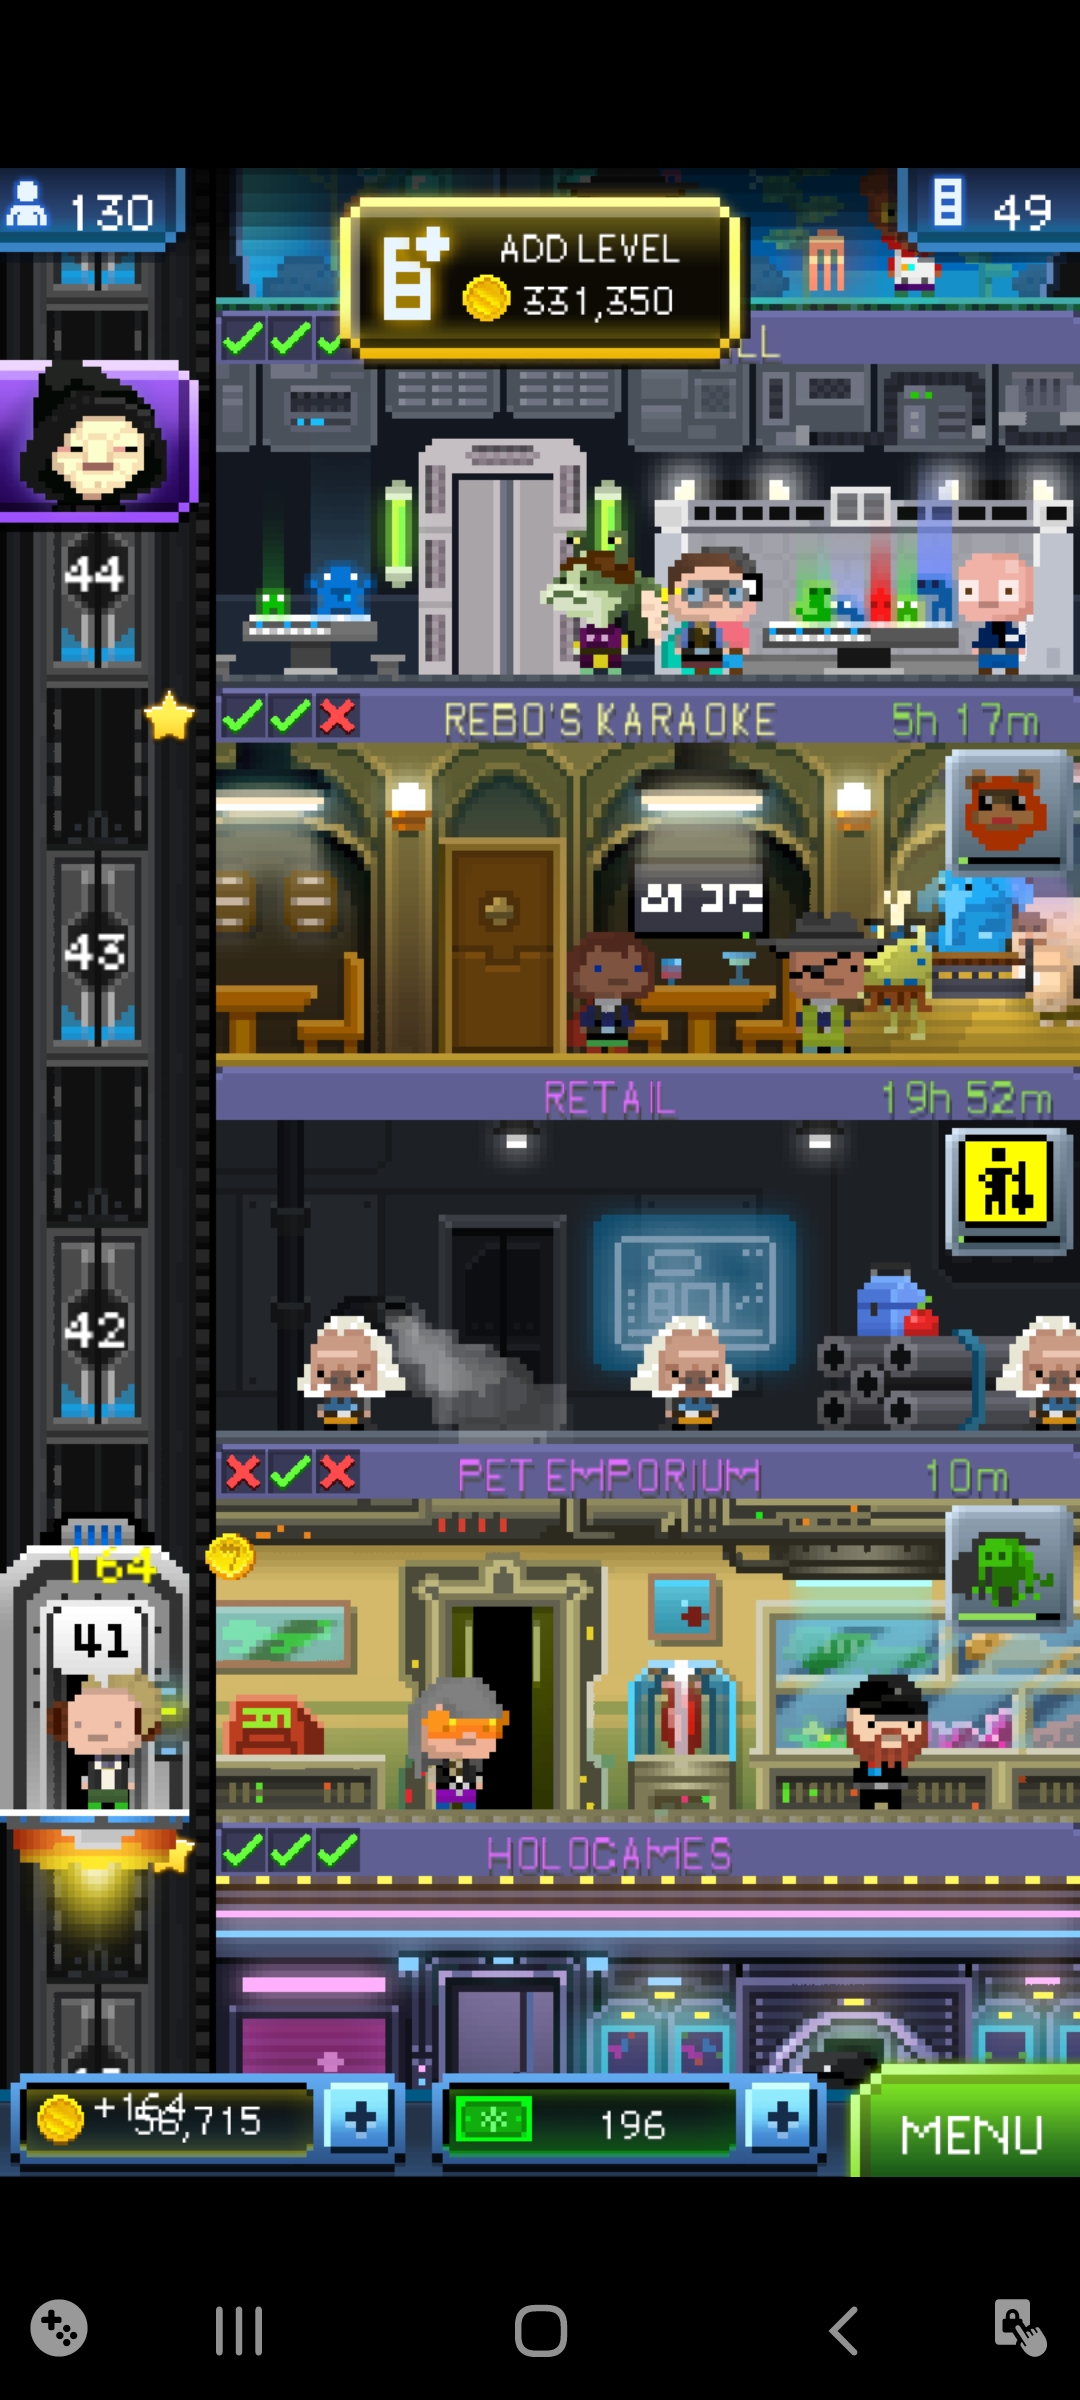 130
49
ADD LEVEL
331,350
LL
44
REBO'S KARAOKE
5h 17m
43
RETAIL
19h 52m
42
PET EMPORIUM
10m
164
41
HOLOGAMES
+164
56,715
196
MENU